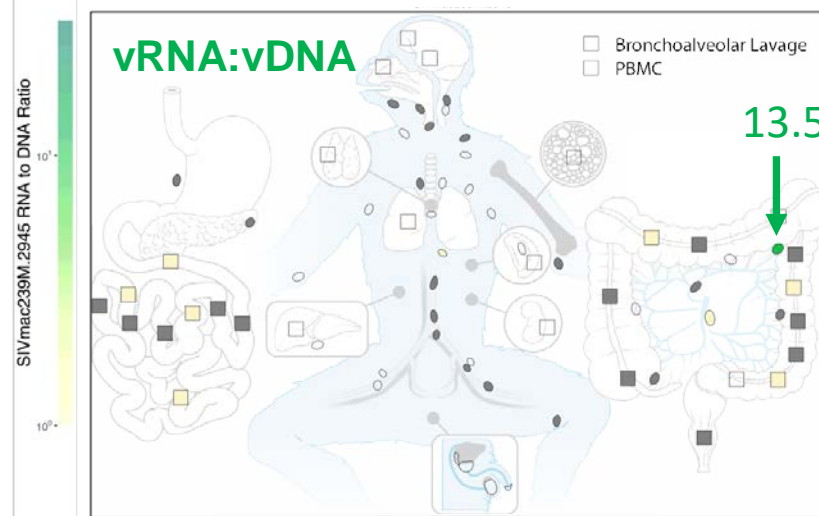 vRNA:vDNA
Bronchoalveolar Lavage
PBMC
13.5
SIVmac239M.2945 RNA to DNA Ratio
10¹
10⁰